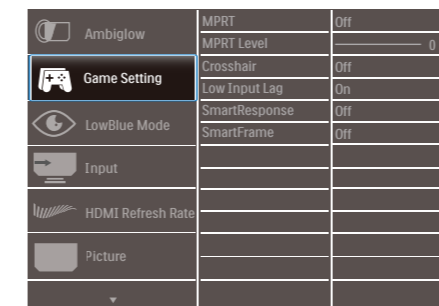 Ambiglow
Game Setting
LowBlue Mode
Input
HDMI Refresh Rate
Picture
MPRT Off
MPRT Level 0
Crosshair Off
Low Input Lag On
SmartResponse Off
SmartFrame Off